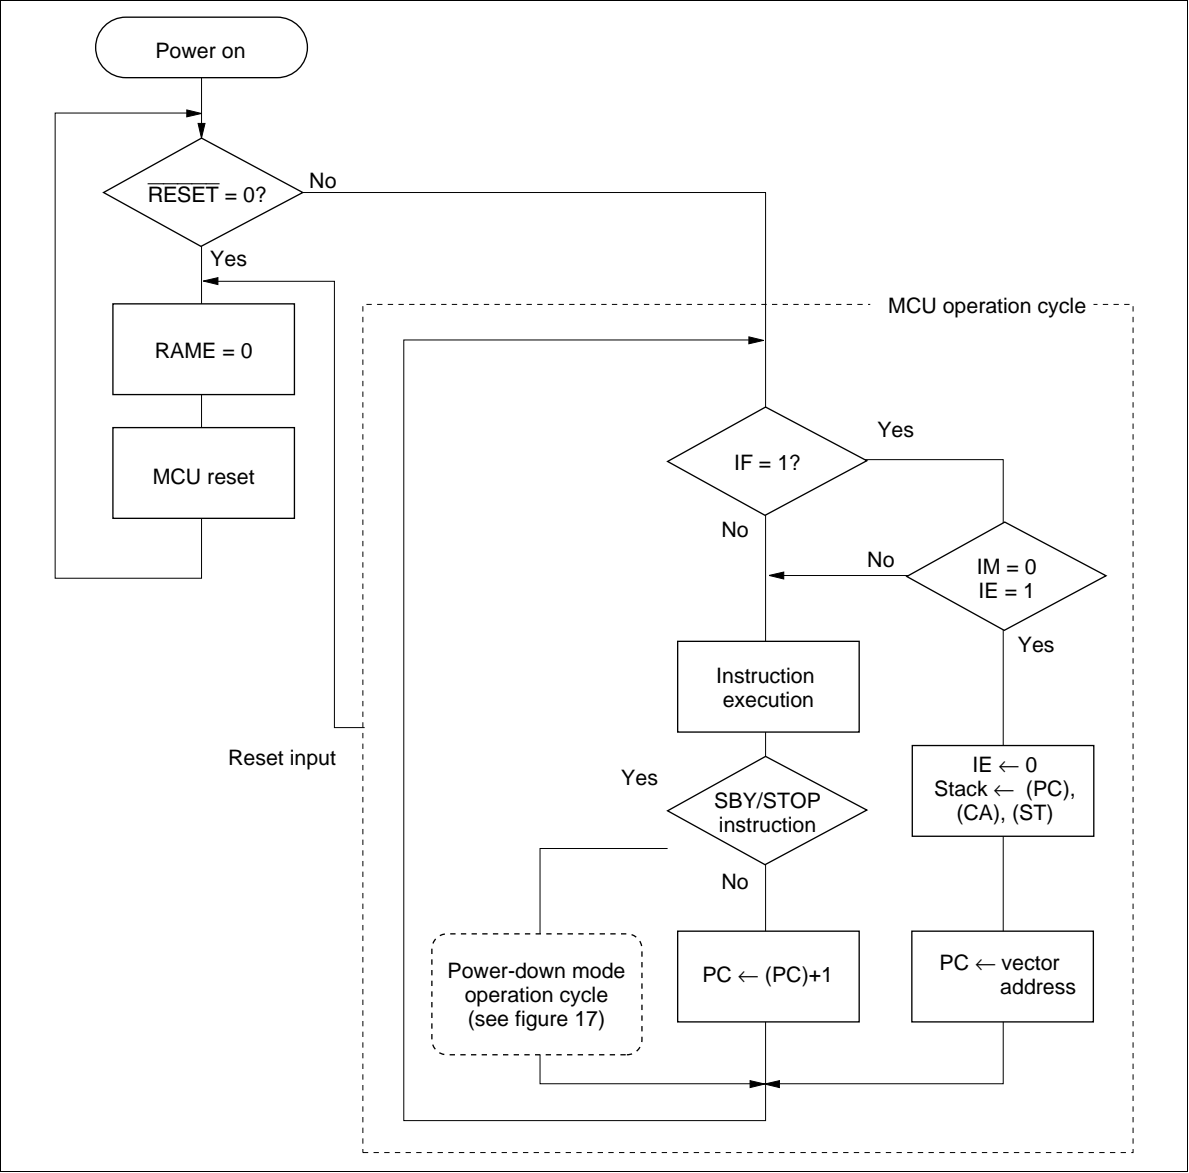 Power on
RESET = 0?
No
Yes
RAME = 0
MCU reset
Reset input
MCU operation cycle
IF = 1?
Yes
No
IM = 0
IE = 1
No
Yes
Instruction
execution
SBY/STOP
instruction
Yes
No
IE ← 0
Stack ← (PC),
(CA), (ST)
Power-down mode
operation cycle
(see figure 17)
PC ← (PC)+1
PC ← vector
address